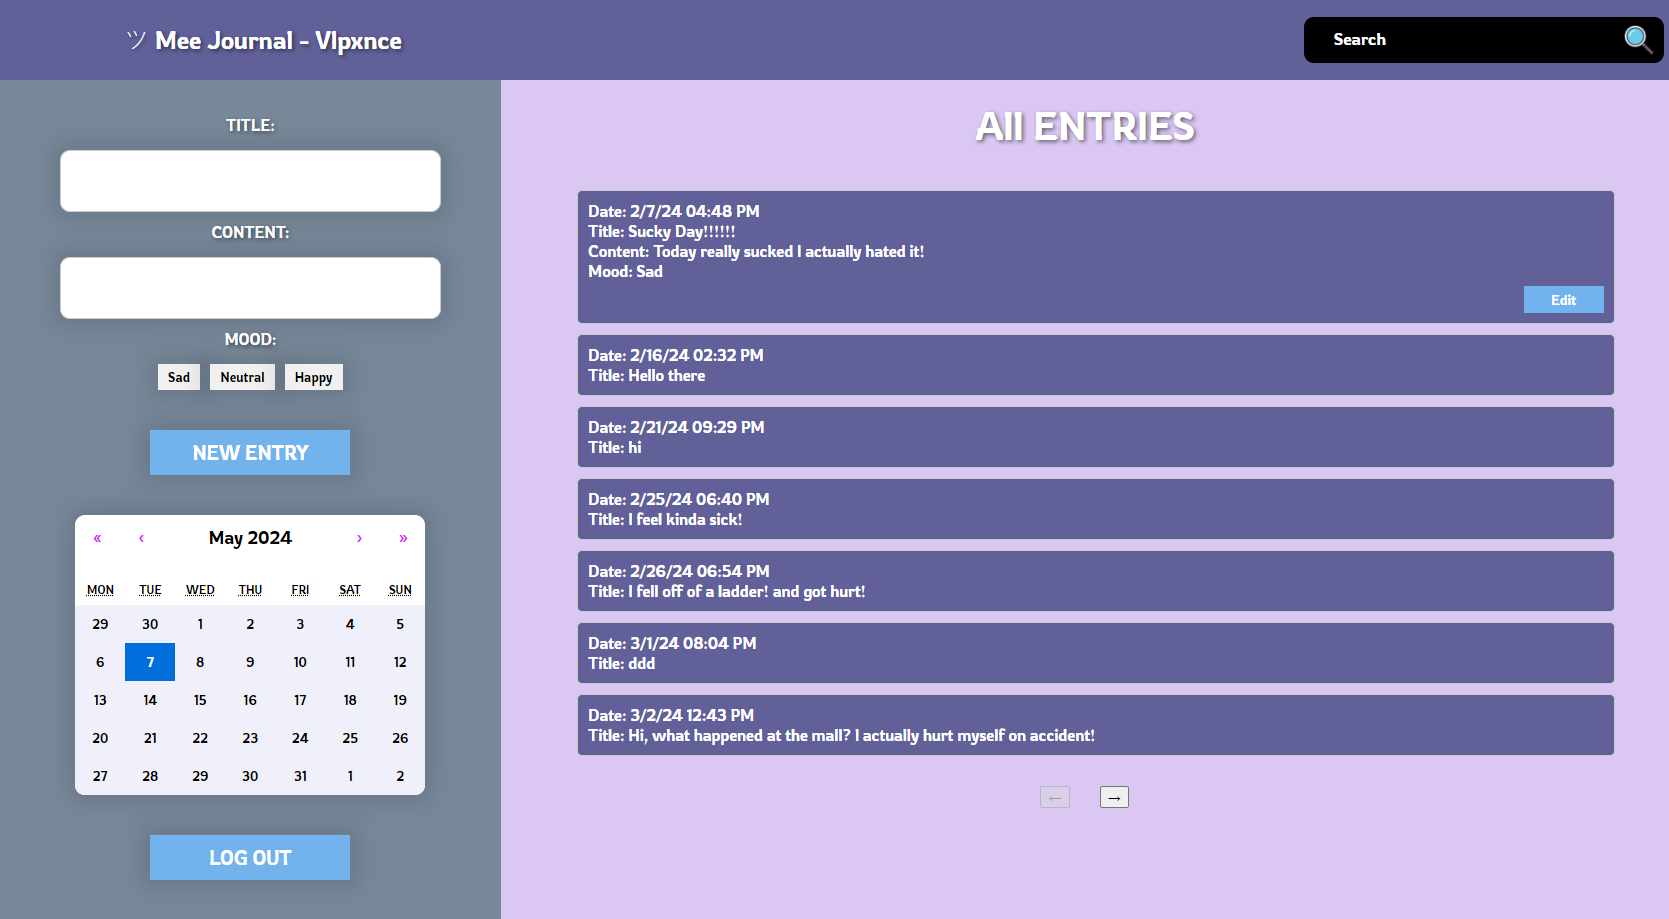 ツ Mee Journal - Vlpxnce
Search
TITLE:
CONTENT:
MOOD:
Sad Neutral Happy
NEW ENTRY
« ‹ May 2024 › »
MON TUE WED THU FRI SAT SUN
29 30 1 2 3 4 5
6 7 8 9 10 11 12
13 14 15 16 17 18 19
20 21 22 23 24 25 26
27 28 29 30 31 1 2
LOG OUT
All ENTRIES
Date: 2/7/24 04:48 PM
Title: Sucky Day!!!!!!
Content: Today really sucked I actually hated it!
Mood: Sad
Edit
Date: 2/16/24 02:32 PM
Title: Hello there
Date: 2/21/24 09:29 PM
Title: hi
Date: 2/25/24 06:40 PM
Title: I feel kinda sick!
Date: 2/26/24 06:54 PM
Title: I fell off of a ladder! and got hurt!
Date: 3/1/24 08:04 PM
Title: ddd
Date: 3/2/24 12:43 PM
Title: Hi, what happened at the mall? I actually hurt myself on accident!
← →